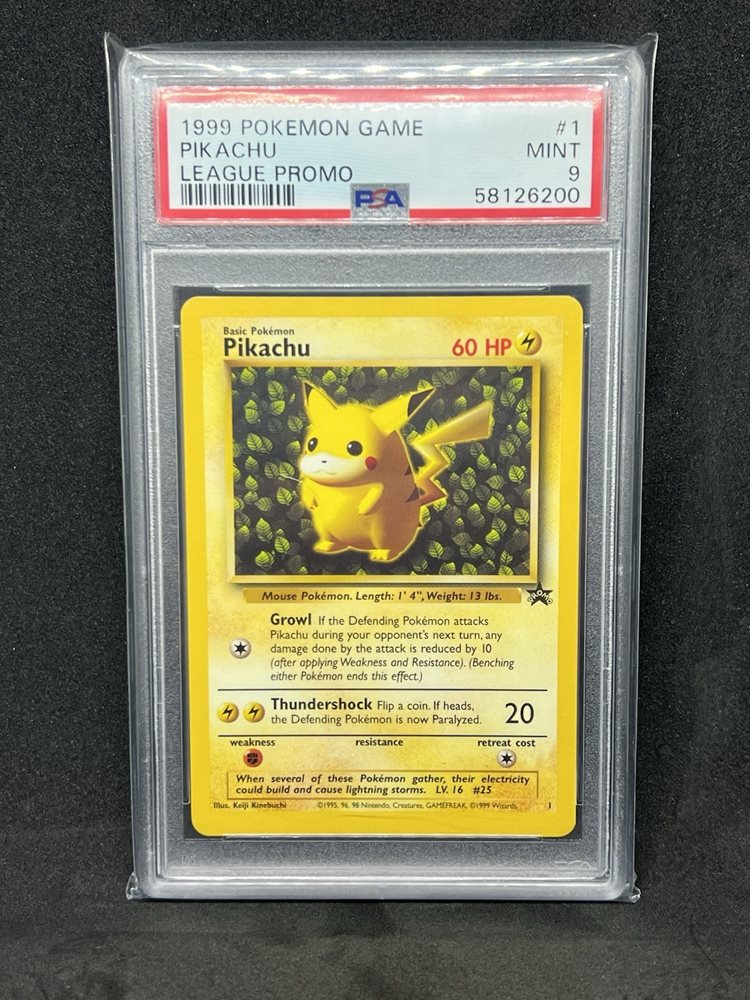 1999 POKEMON GAME #1
PIKACHU MINT
LEAGUE PROMO 9
PSA 58126200
Basic Pokémon
Pikachu 60 HP
Mouse Pokémon. Length: 1' 4", Weight: 13 lbs.
PROMO
Growl If the Defending Pokémon attacks
Pikachu during your opponent's next turn, any
damage done by the attack is reduced by 10
(after applying Weakness and Resistance). (Benching
either Pokémon ends this effect.)
Thundershock Flip a coin. If heads,
the Defending Pokémon is now Paralyzed. 20
weakness resistance retreat cost
When several of these Pokémon gather, their electricity
could build and cause lightning storms. LV. 16 #25
Illus. Keiji Kinebuchi ©1995, 96, 98 Nintendo, Creatures, GAMEFREAK. ©1999 Wizards. 1